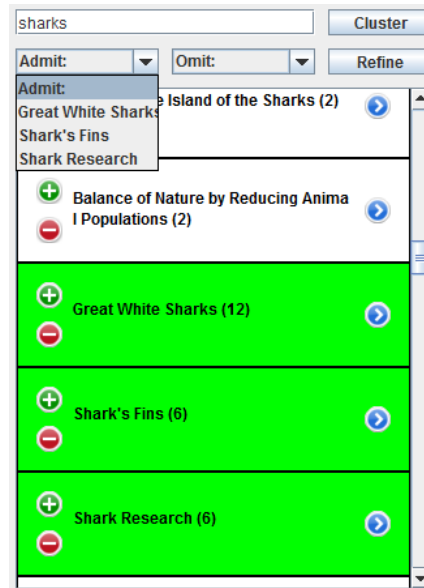 sharks
Cluster
Admit:
Omit:
Refine
Admit:
Great White Sharks
Shark's Fins
Shark Research
e Island of the Sharks (2)
Balance of Nature by Reducing Anima
l Populations (2)
Great White Sharks (12)
Shark's Fins (6)
Shark Research (6)